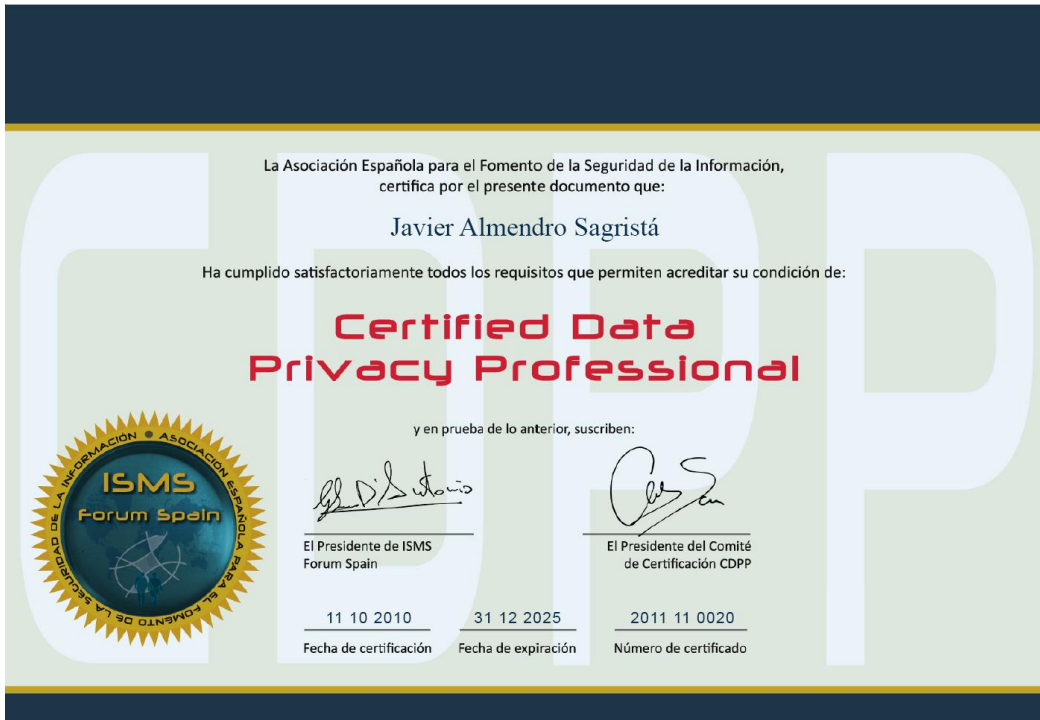 La Asociación Española para el Fomento de la Seguridad de la Información,
certifica por el presente documento que:
Javier Almendro Sagristá
Ha cumplido satisfactoriamente todos los requisitos que permiten acreditar su condición de:
CDPP
Certified Data
Privacy Professional
y en prueba de lo anterior, suscriben:
ASOCIACIÓN ESPAÑOLA PARA EL FOMENTO DE LA SEGURIDAD DE LA INFORMACIÓN
ISMS
Forum Spain
El Presidente de ISMS
Forum Spain
El Presidente del Comité
de Certificación CDPP
11 10 2010
31 12 2025
2011 11 0020
Fecha de certificación
Fecha de expiración
Número de certificado